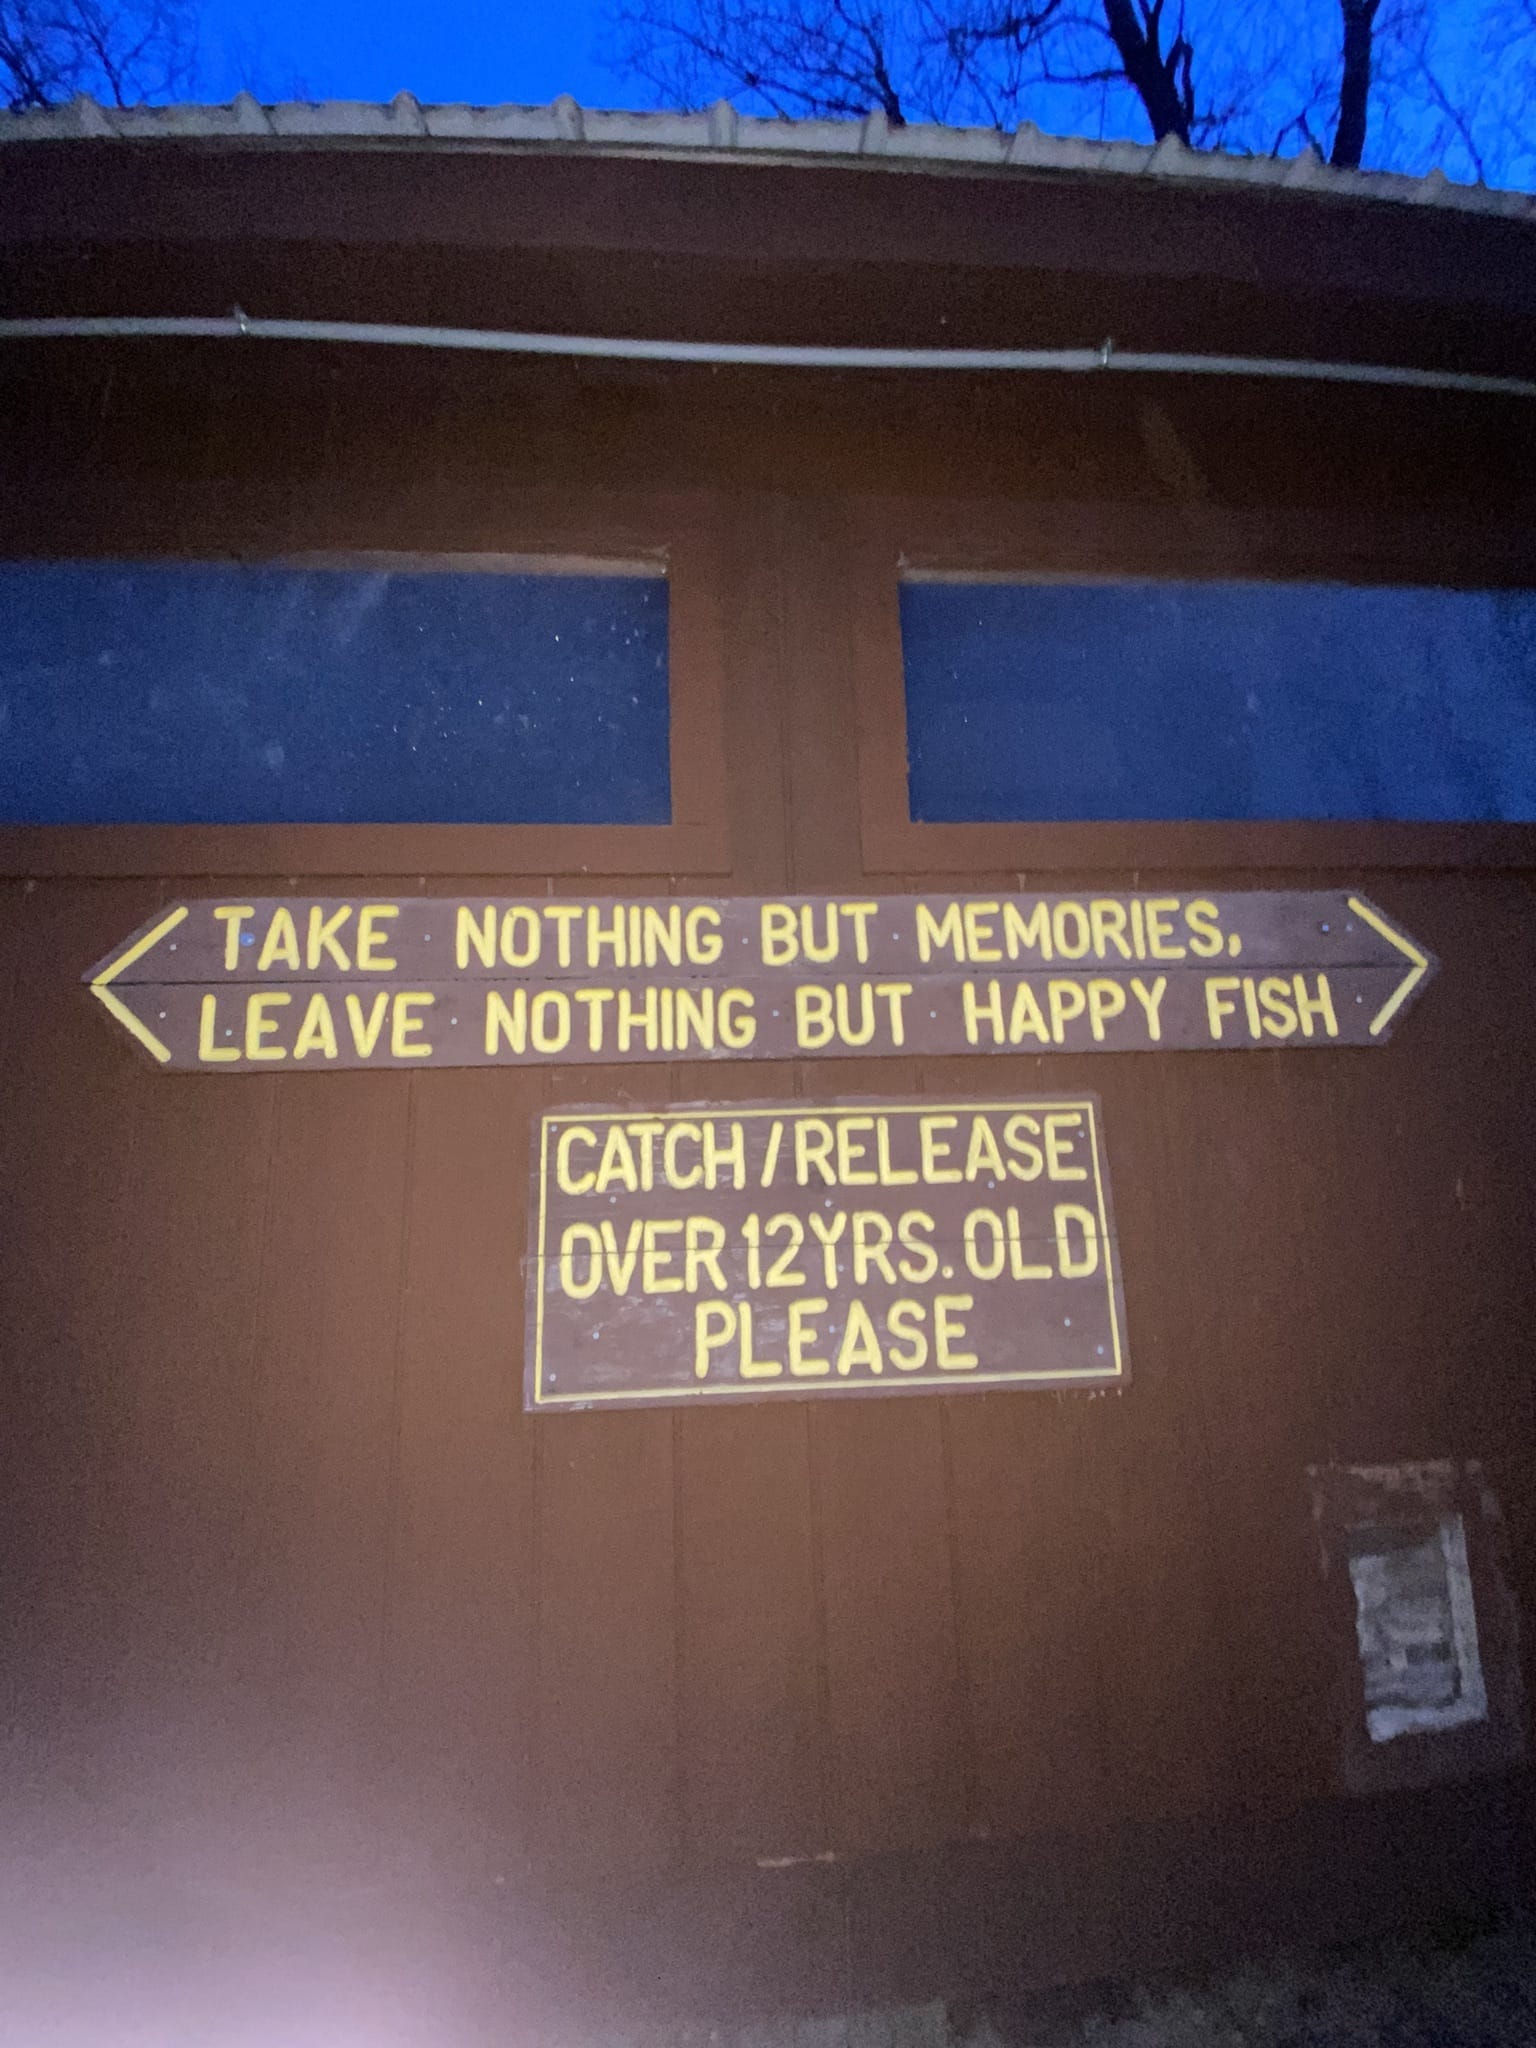 TAKE NOTHING BUT MEMORIES,
LEAVE NOTHING BUT HAPPY FISH
CATCH/RELEASE
OVER 12YRS. OLD
PLEASE